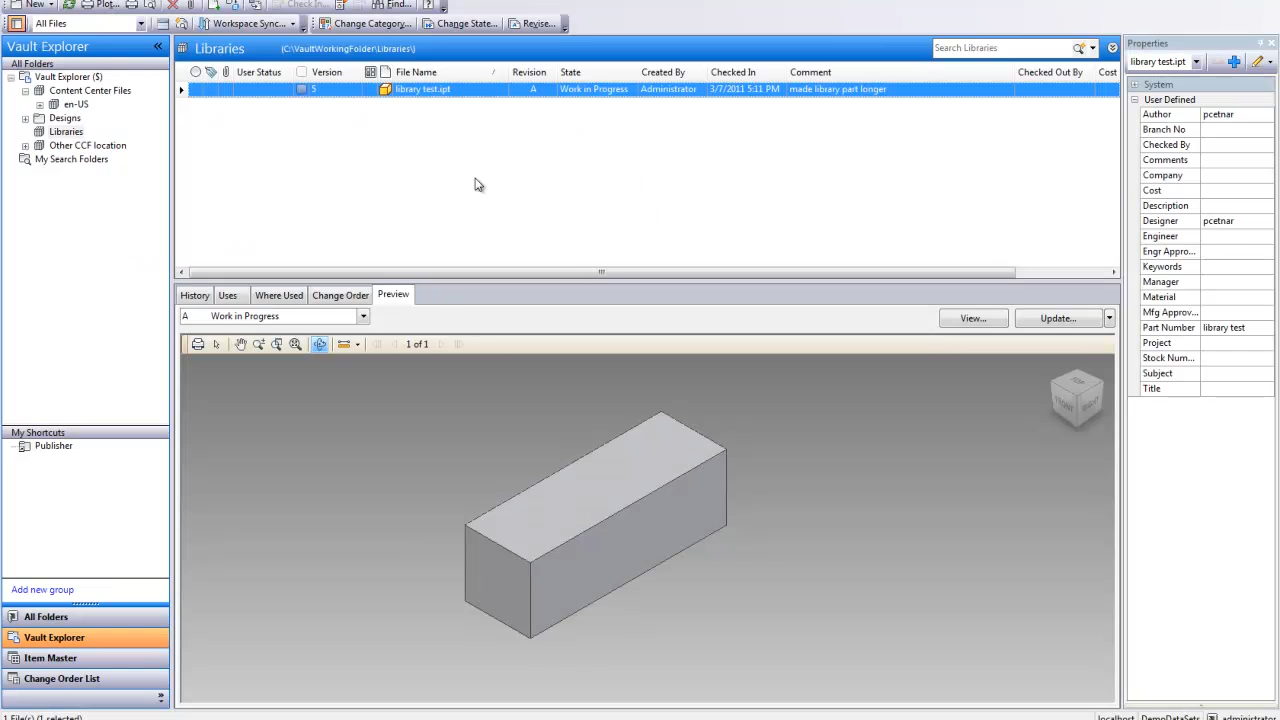 New Plot... Check In... Find...
All Files Workspace Sync... Change Category... Change State... Revise...
Vault Explorer «
All Folders
Vault Explorer ($)
Content Center Files
en-US
Designs
Libraries
Other CCF location
My Search Folders
My Shortcuts
Publisher
Add new group
All Folders
Vault Explorer
Item Master
Change Order List
»
Libraries (C:\VaultWorkingFolder\Libraries\) Search Libraries
User Status Version File Name / Revision State Created By Checked In Comment Checked Out By Cost
5 library test.ipt A Work in Progress Administrator 3/7/2011 5:11 PM made library part longer
History Uses Where Used Change Order Preview
A Work in Progress View... Update...
1 of 1
TOP
FRONT RIGHT
Properties
library test.ipt
System
User Defined
Author pcetnar
Branch No
Checked By
Comments
Company
Cost
Description
Designer pcetnar
Engineer
Engr Appro...
Keywords
Manager
Material
Mfg Approv...
Part Number library test
Project
Stock Num...
Subject
Title
1 File(s) (1 selected) localhost DemoDataSets administrator